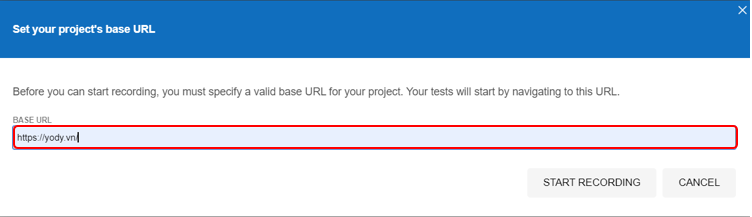 Set your project's base URL
Before you can start recording, you must specify a valid base URL for your project. Your tests will start by navigating to this URL.
BASE URL
https://yody.vn/
START RECORDING CANCEL